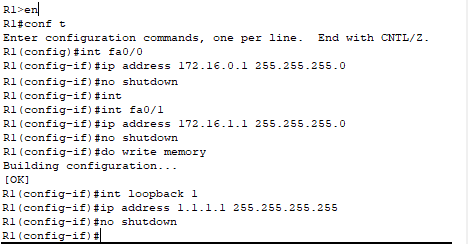 R1>en
R1#conf t
Enter configuration commands, one per line.  End with CNTL/Z.
R1(config)#int fa0/0
R1(config-if)#ip address 172.16.0.1 255.255.255.0
R1(config-if)#no shutdown
R1(config-if)#int
R1(config-if)#int fa0/1
R1(config-if)#ip address 172.16.1.1 255.255.255.0
R1(config-if)#no shutdown
R1(config-if)#do write memory
Building configuration...
[OK]
R1(config-if)#int loopback 1
R1(config-if)#ip address 1.1.1.1 255.255.255.255
R1(config-if)#no shutdown
R1(config-if)#